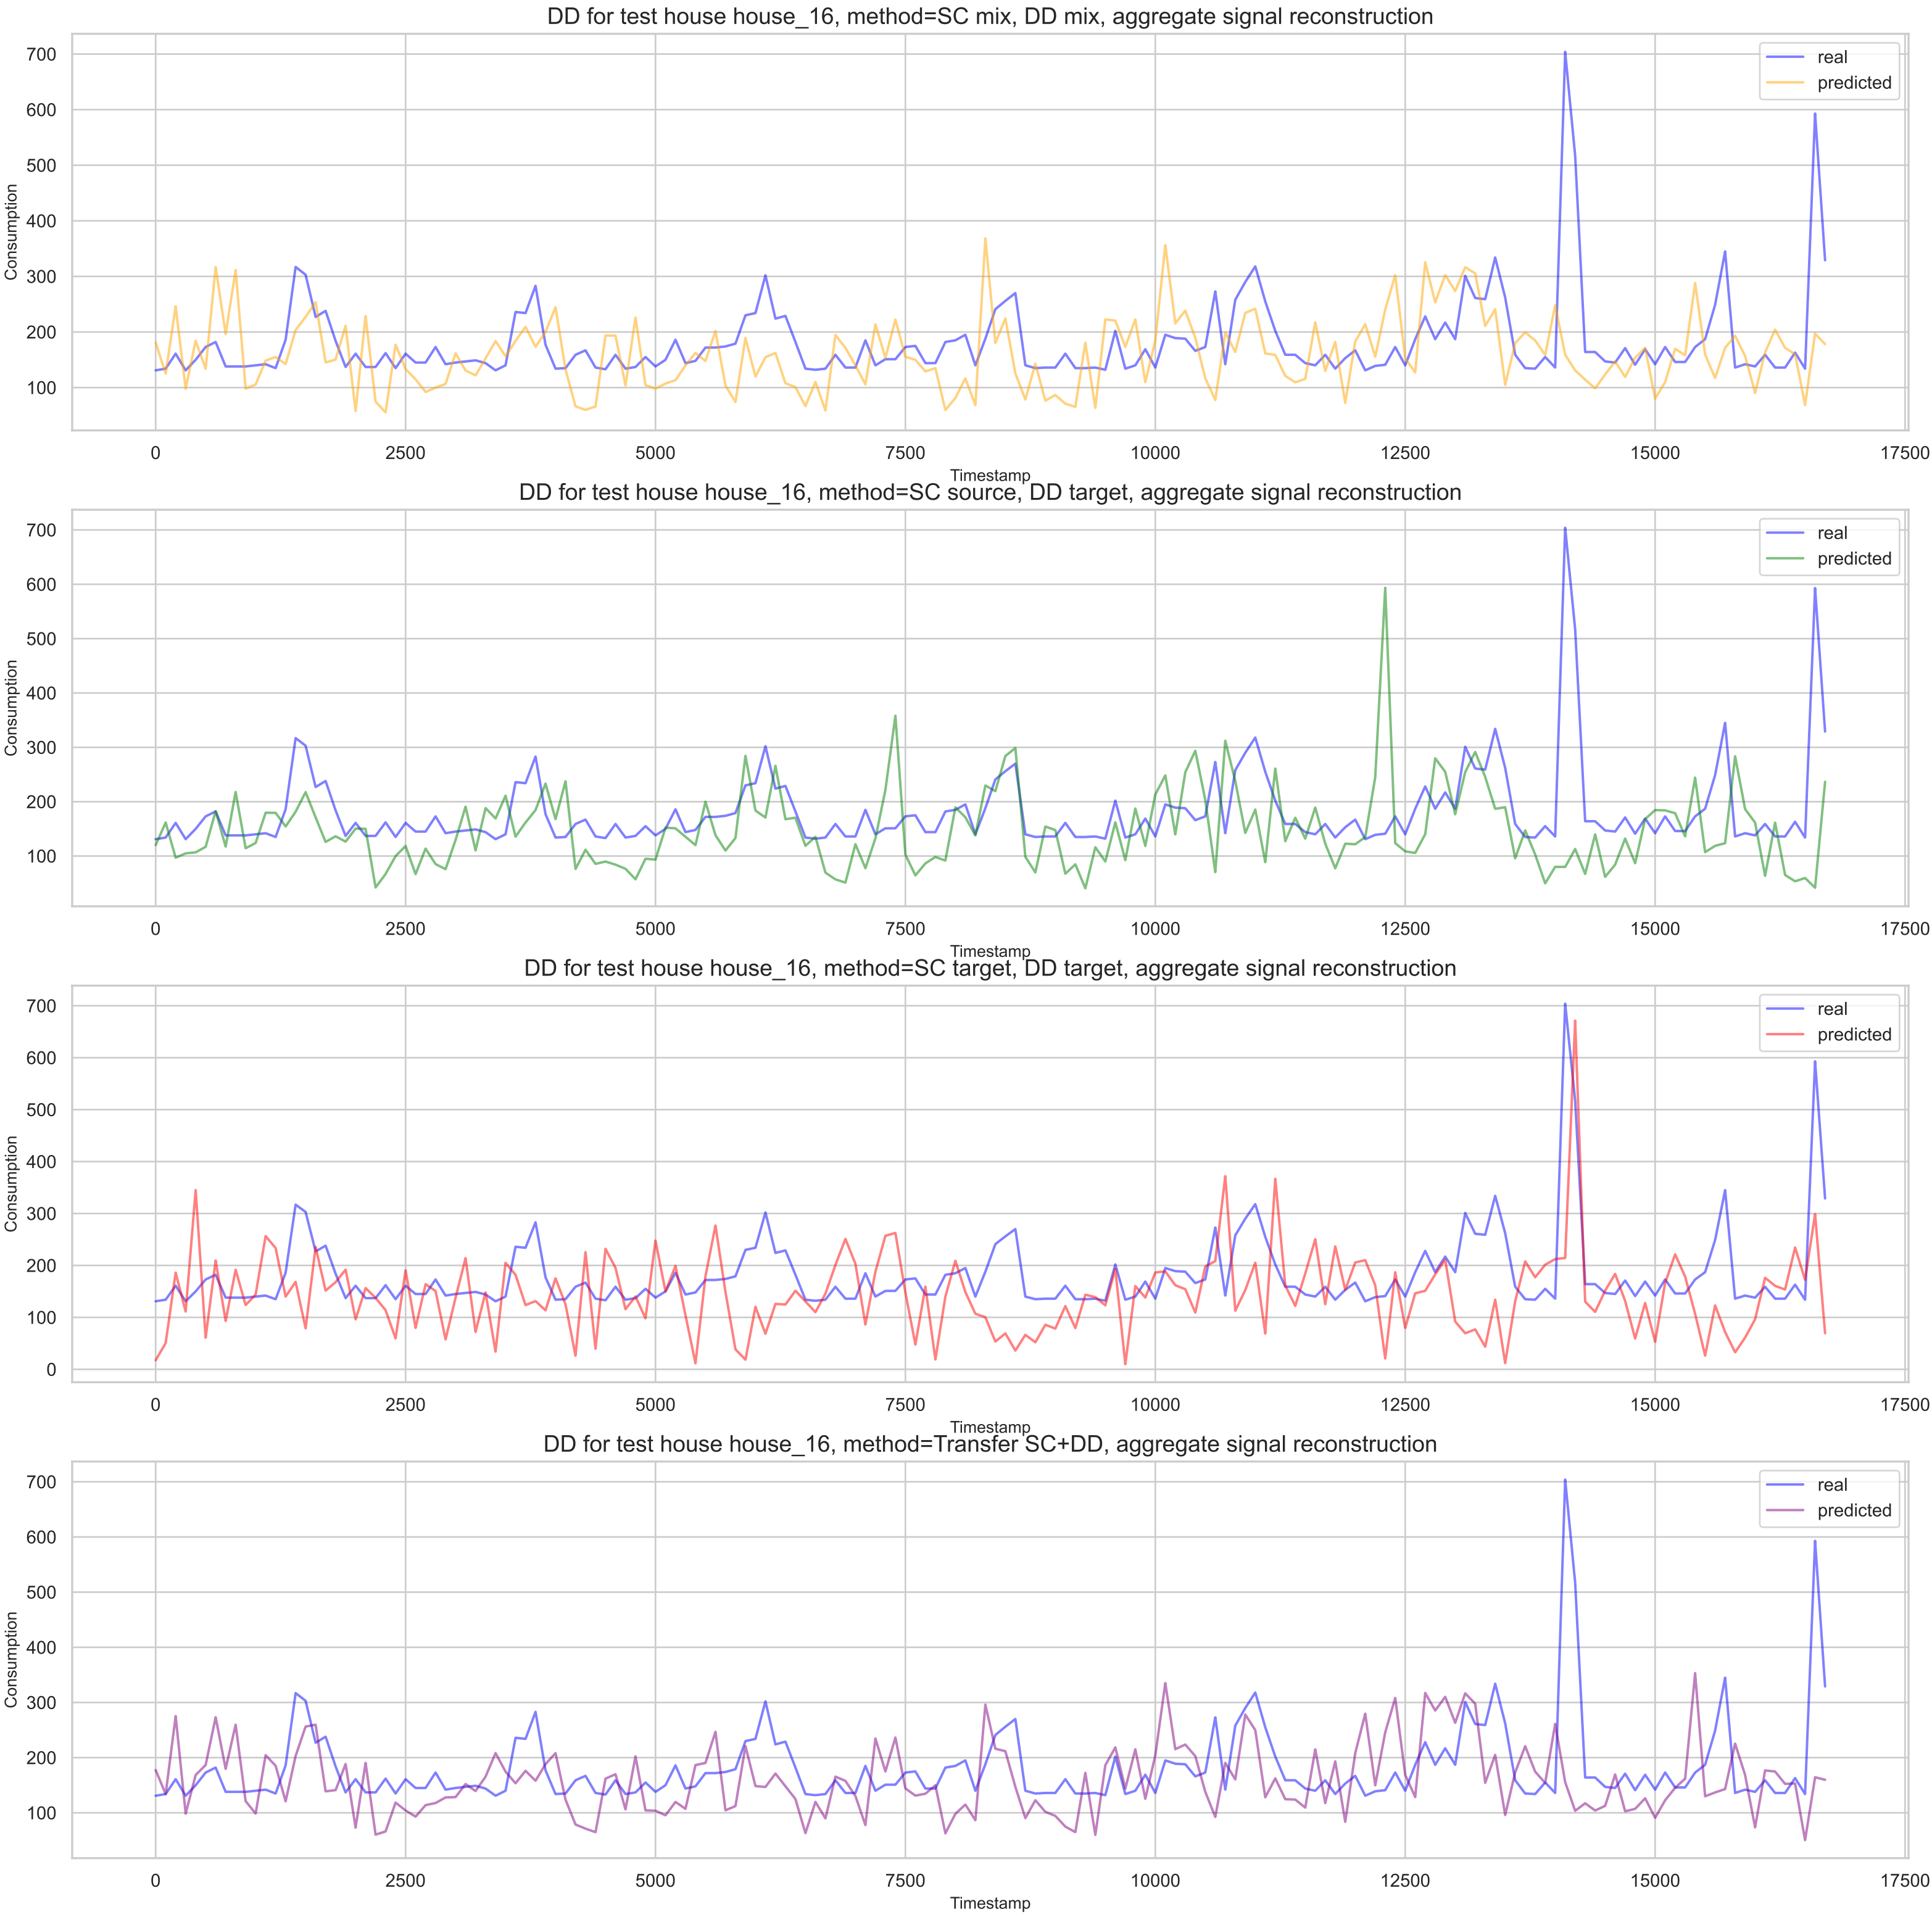 DD for test house house_16, method=SC mix, DD mix, aggregate signal reconstruction
700
600
500
400
300
200
100
Consumption
real
predicted
0 2500 5000 7500 10000 12500 15000 17500
Timestamp
DD for test house house_16, method=SC source, DD target, aggregate signal reconstruction
700
600
500
400
300
200
100
Consumption
real
predicted
0 2500 5000 7500 10000 12500 15000 17500
Timestamp
DD for test house house_16, method=SC target, DD target, aggregate signal reconstruction
700
600
500
400
300
200
100
0
Consumption
real
predicted
0 2500 5000 7500 10000 12500 15000 17500
Timestamp
DD for test house house_16, method=Transfer SC+DD, aggregate signal reconstruction
700
600
500
400
300
200
100
Consumption
real
predicted
0 2500 5000 7500 10000 12500 15000 17500
Timestamp